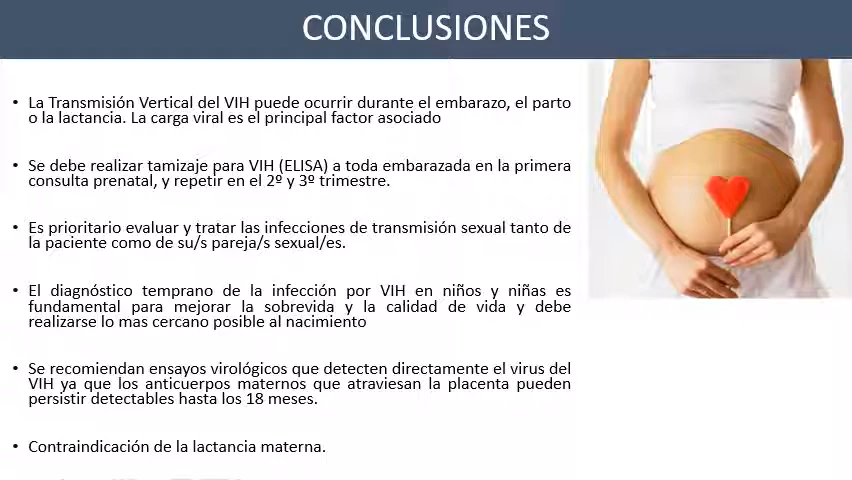 CONCLUSIONES
• La Transmisión Vertical del VIH puede ocurrir durante el embarazo, el parto
o la lactancia. La carga viral es el principal factor asociado
• Se debe realizar tamizaje para VIH (ELISA) a toda embarazada en la primera
consulta prenatal, y repetir en el 2º y 3º trimestre.
• Es prioritario evaluar y tratar las infecciones de transmisión sexual tanto de
la paciente como de su/s pareja/s sexual/es.
• El diagnóstico temprano de la infección por VIH en niños y niñas es
fundamental para mejorar la sobrevida y la calidad de vida y debe
realizarse lo mas cercano posible al nacimiento
• Se recomiendan ensayos virológicos que detecten directamente el virus del
VIH ya que los anticuerpos maternos que atraviesan la placenta pueden
persistir detectables hasta los 18 meses.
• Contraindicación de la lactancia materna.